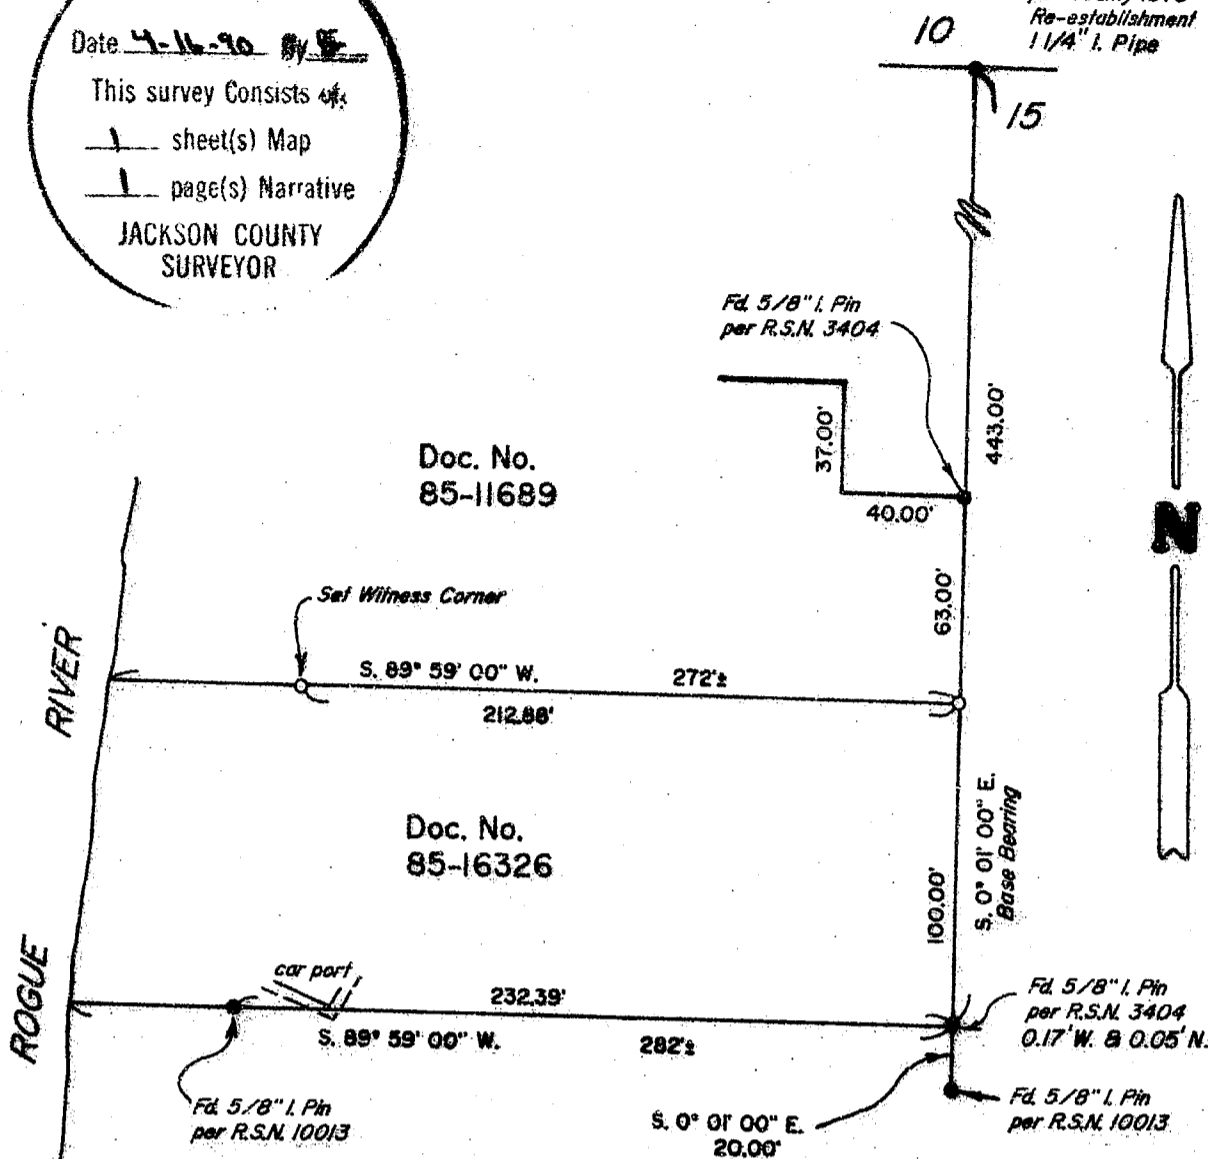 Date 4-16-90 By
This survey Consists of:
1 sheet(s) Map
1 page(s) Narrative
JACKSON COUNTY
SURVEYOR
Re-establishment
1 1/4" I. Pipe
10
15
Fd. 5/8" I. Pin
per R.S.N. 3404
443.00'
37.00'
40.00'
Doc. No.
85-11689
N
63.00'
Set Witness Corner
S. 89° 59' 00" W.
272'±
212.88'
RIVER
Doc. No.
85-16326
S. 0° 01' 00" E.
Base Bearing
100.00'
ROGUE
car port
232.39'
S. 89° 59' 00" W.
282'±
Fd. 5/8" I. Pin
per R.S.N. 3404
0.17' W. & 0.05' N.
Fd. 5/8" I. Pin
per R.S.N. 10013
S. 0° 01' 00" E.
20.00'
Fd. 5/8" I. Pin
per R.S.N. 10013